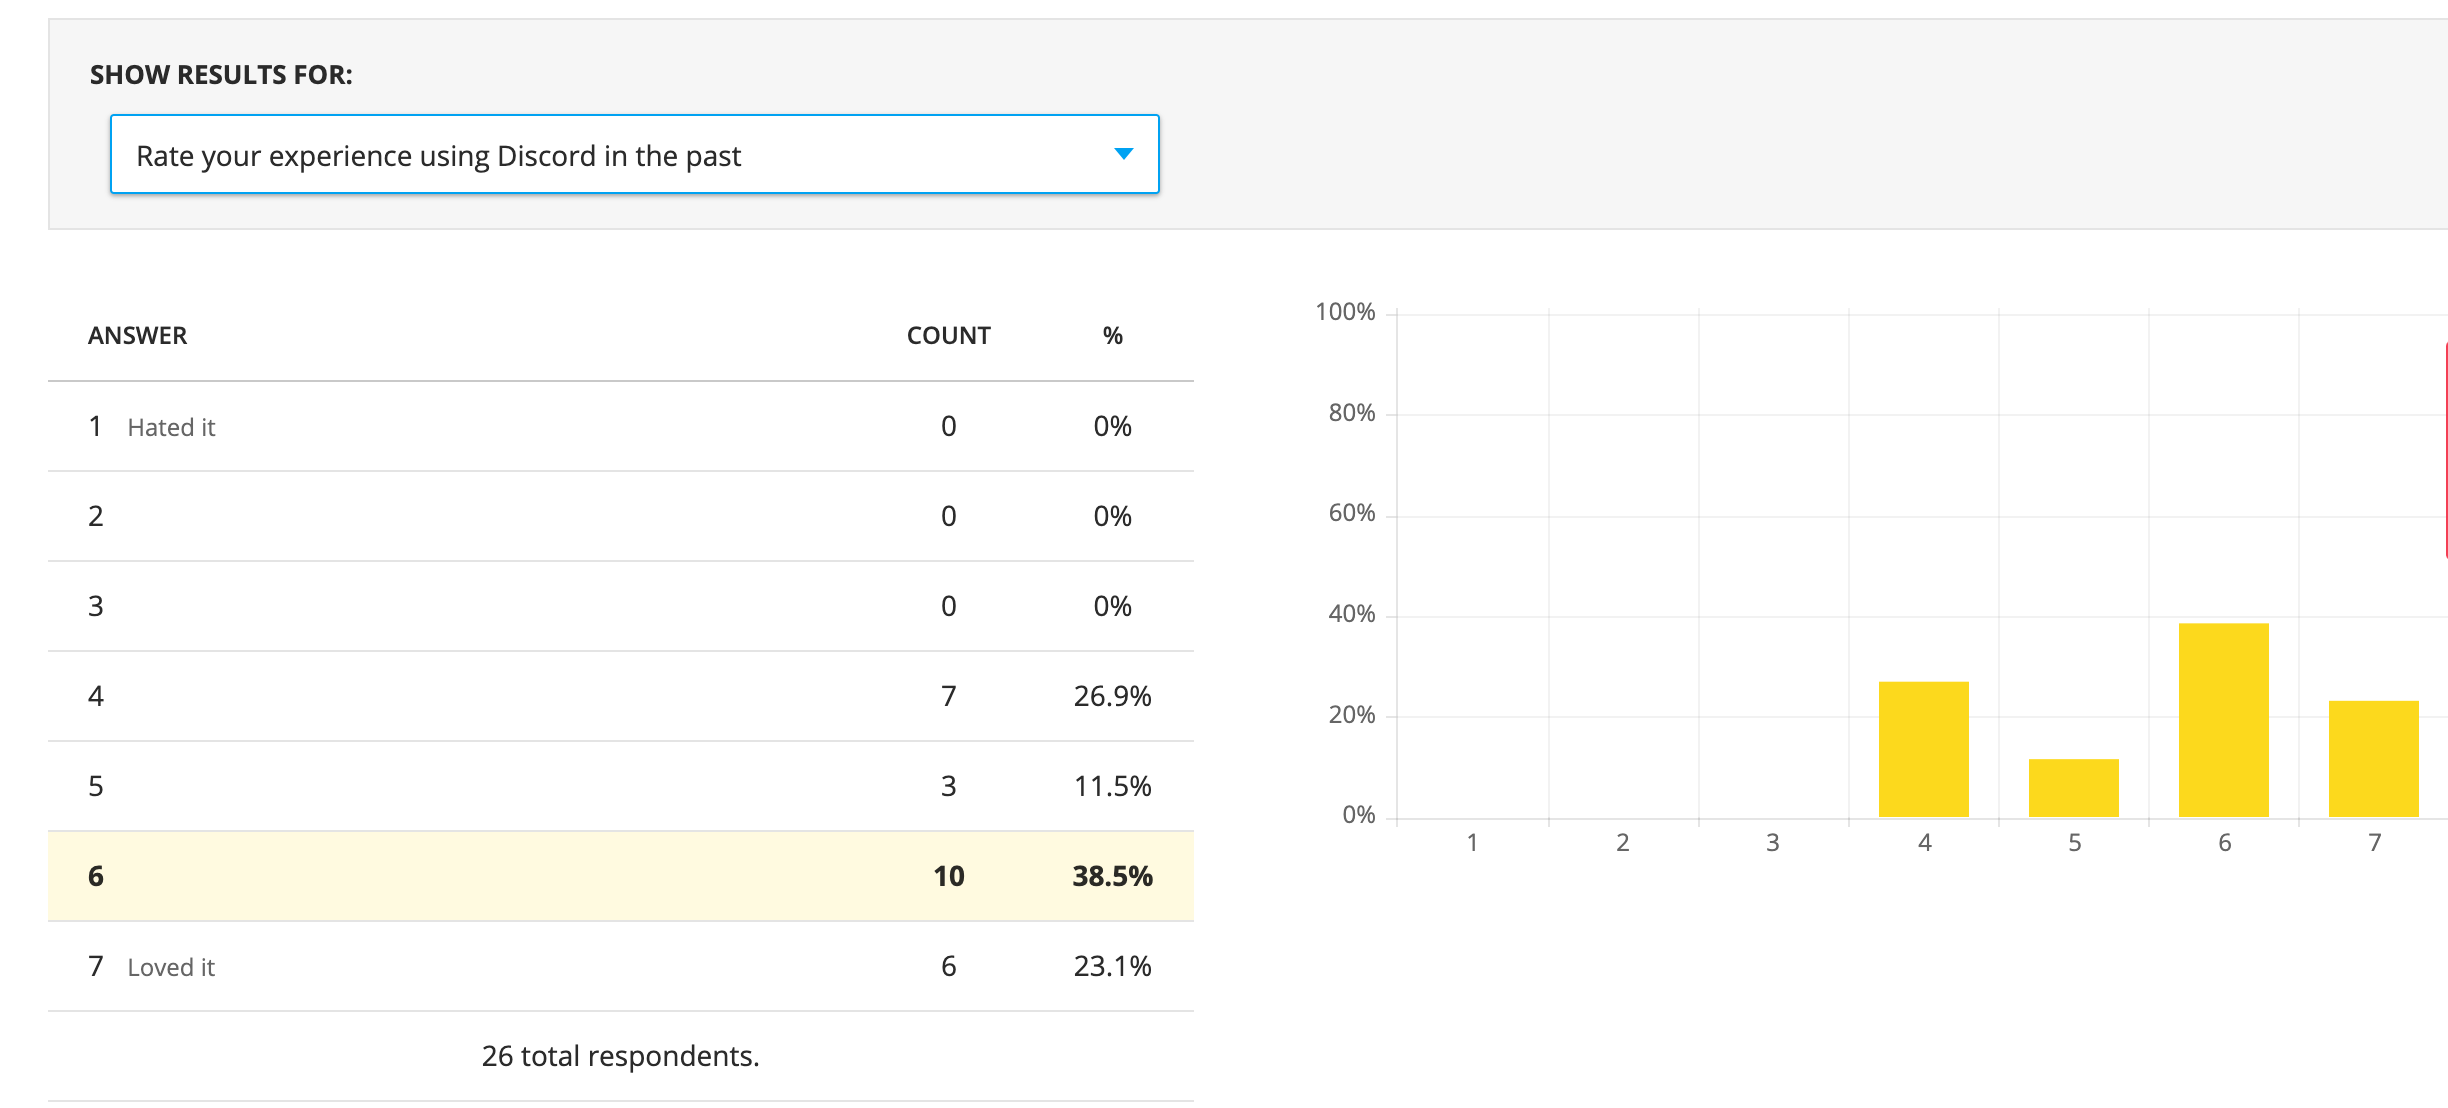 SHOW RESULTS FOR:
Rate your experience using Discord in the past
ANSWER COUNT %
1 Hated it 0 0%
2 0 0%
3 0 0%
4 7 26.9%
5 3 11.5%
6 10 38.5%
7 Loved it 6 23.1%
26 total respondents.
100%
80%
60%
40%
20%
0%
1 2 3 4 5 6 7